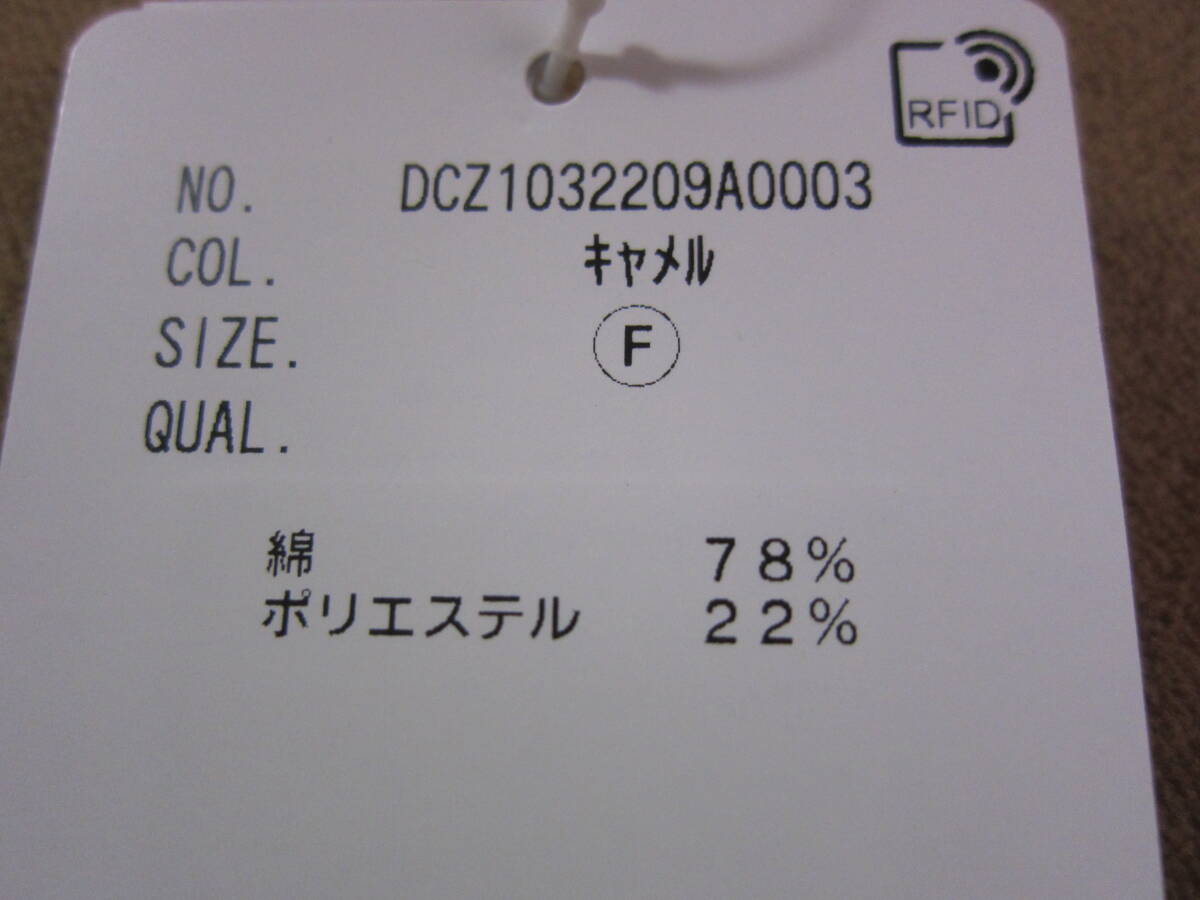 RFID
NO. DCZ1032209A0003
COL. ｷｬﾒﾙ
SIZE. F
QUAL.
綿 ７８％
ポリエステル ２２％